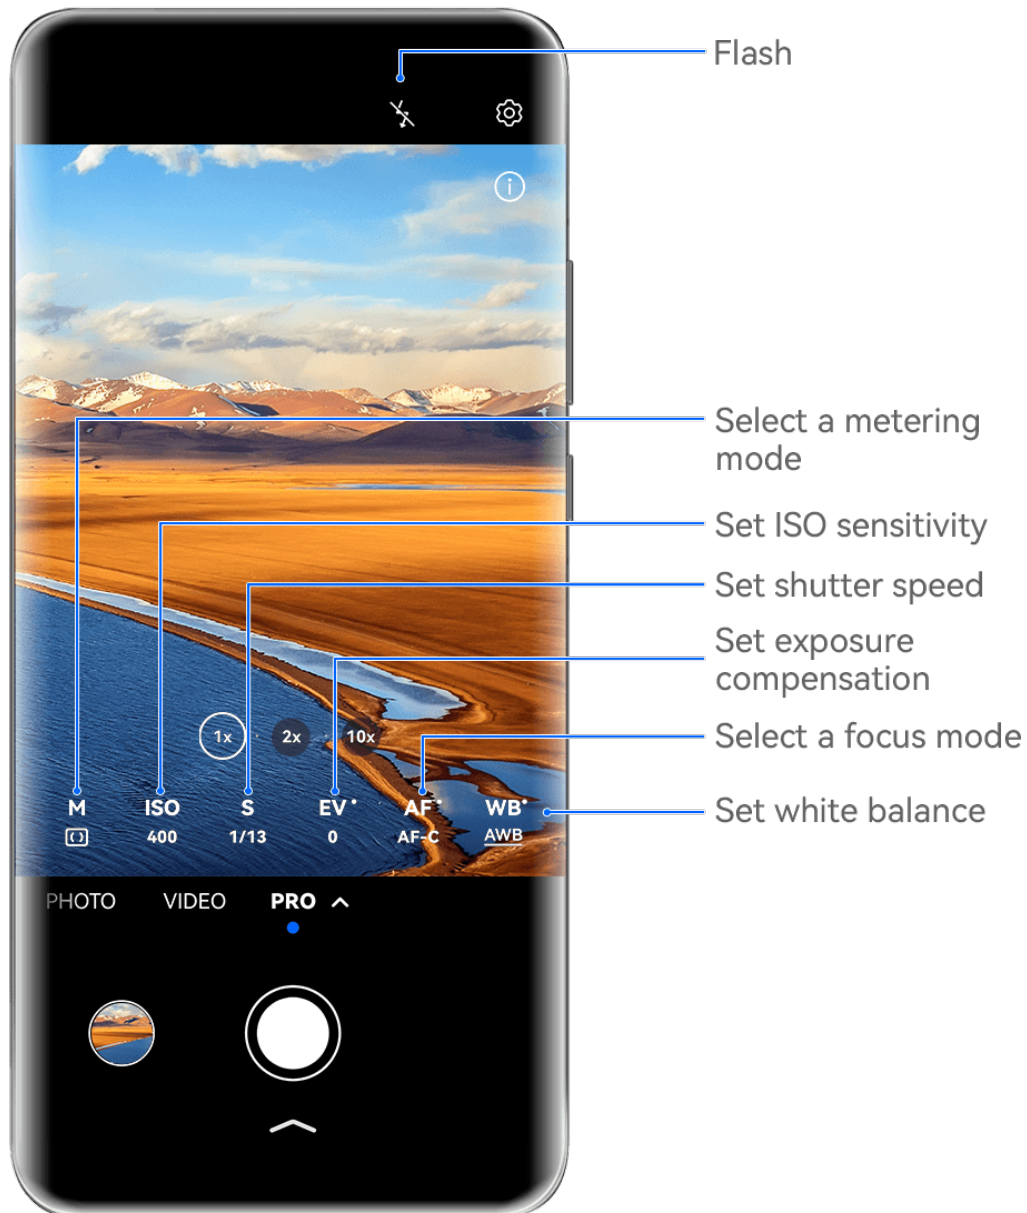 Flash
i
Select a metering
mode
Set ISO sensitivity
Set shutter speed
Set exposure
compensation
Select a focus mode
Set white balance
1x 2x 10x
M ISO S EV AF WB
400 1/13 0 AF-C AWB
PHOTO VIDEO PRO